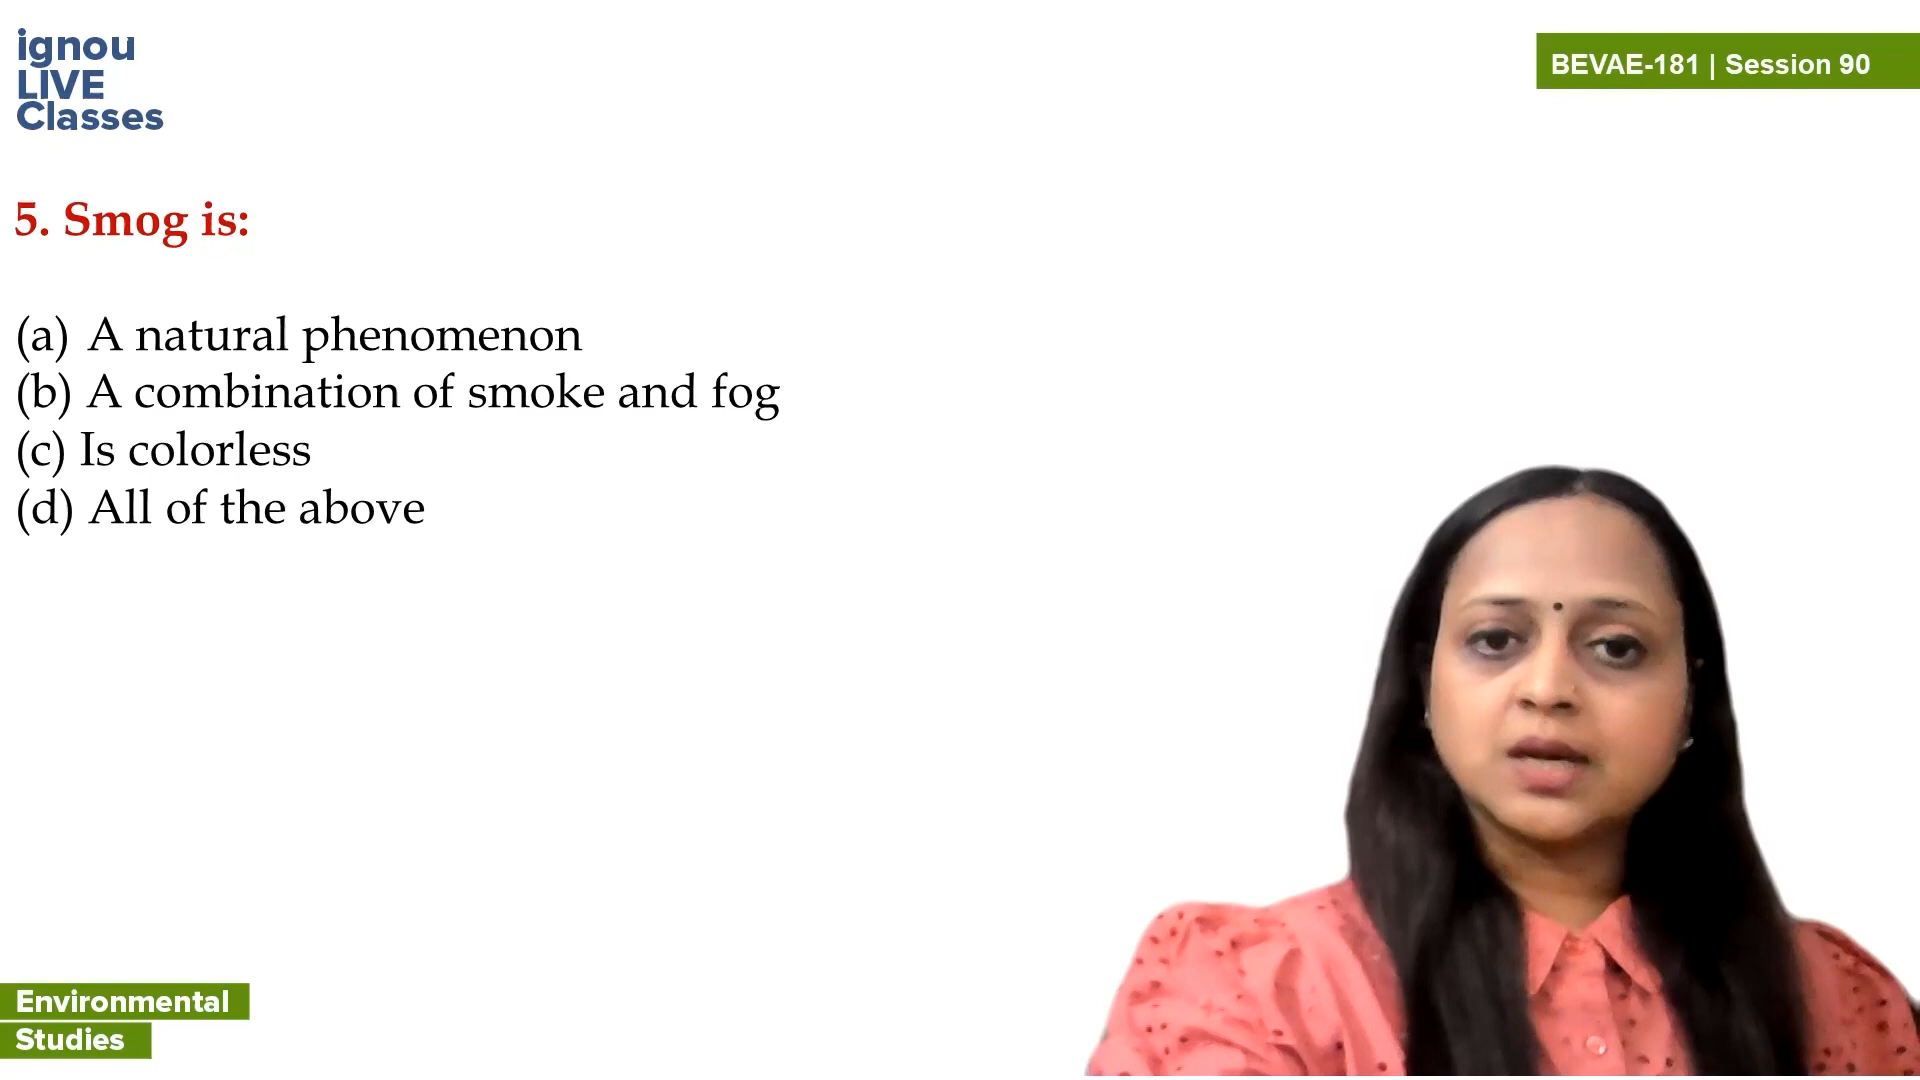 ignou
LIVE
Classes
BEVAE-181 | Session 90
5. Smog is:
(a) A natural phenomenon
(b) A combination of smoke and fog
(c) Is colorless
(d) All of the above
Environmental
Studies